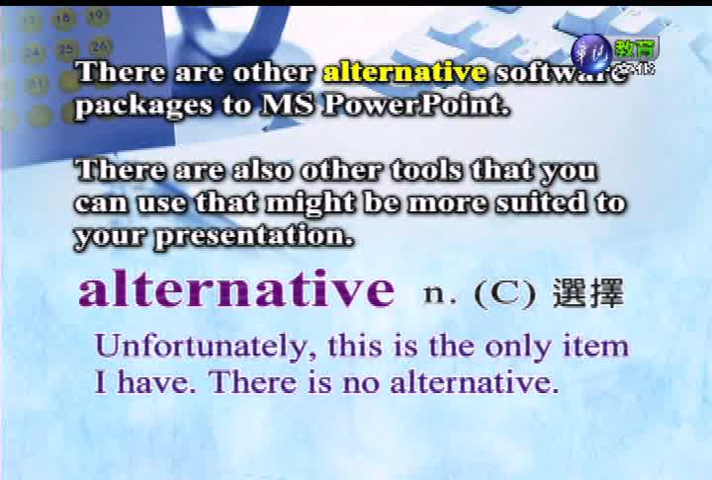 華視 教育
There are other alternative software
packages to MS PowerPoint.
There are also other tools that you
can use that might be more suited to
your presentation.
alternative n. (C) 選擇
Unfortunately, this is the only item
I have. There is no alternative.